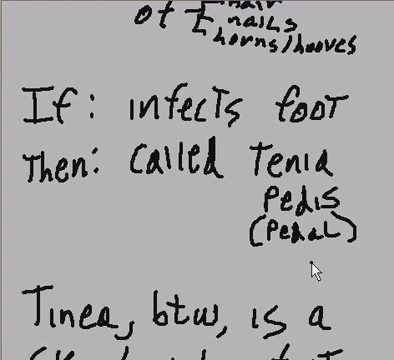 of hair
nails
horns/hooves
If: infects foot
Then: called Tenia
Pedis
(Pedal)
Tinea, btw, is a